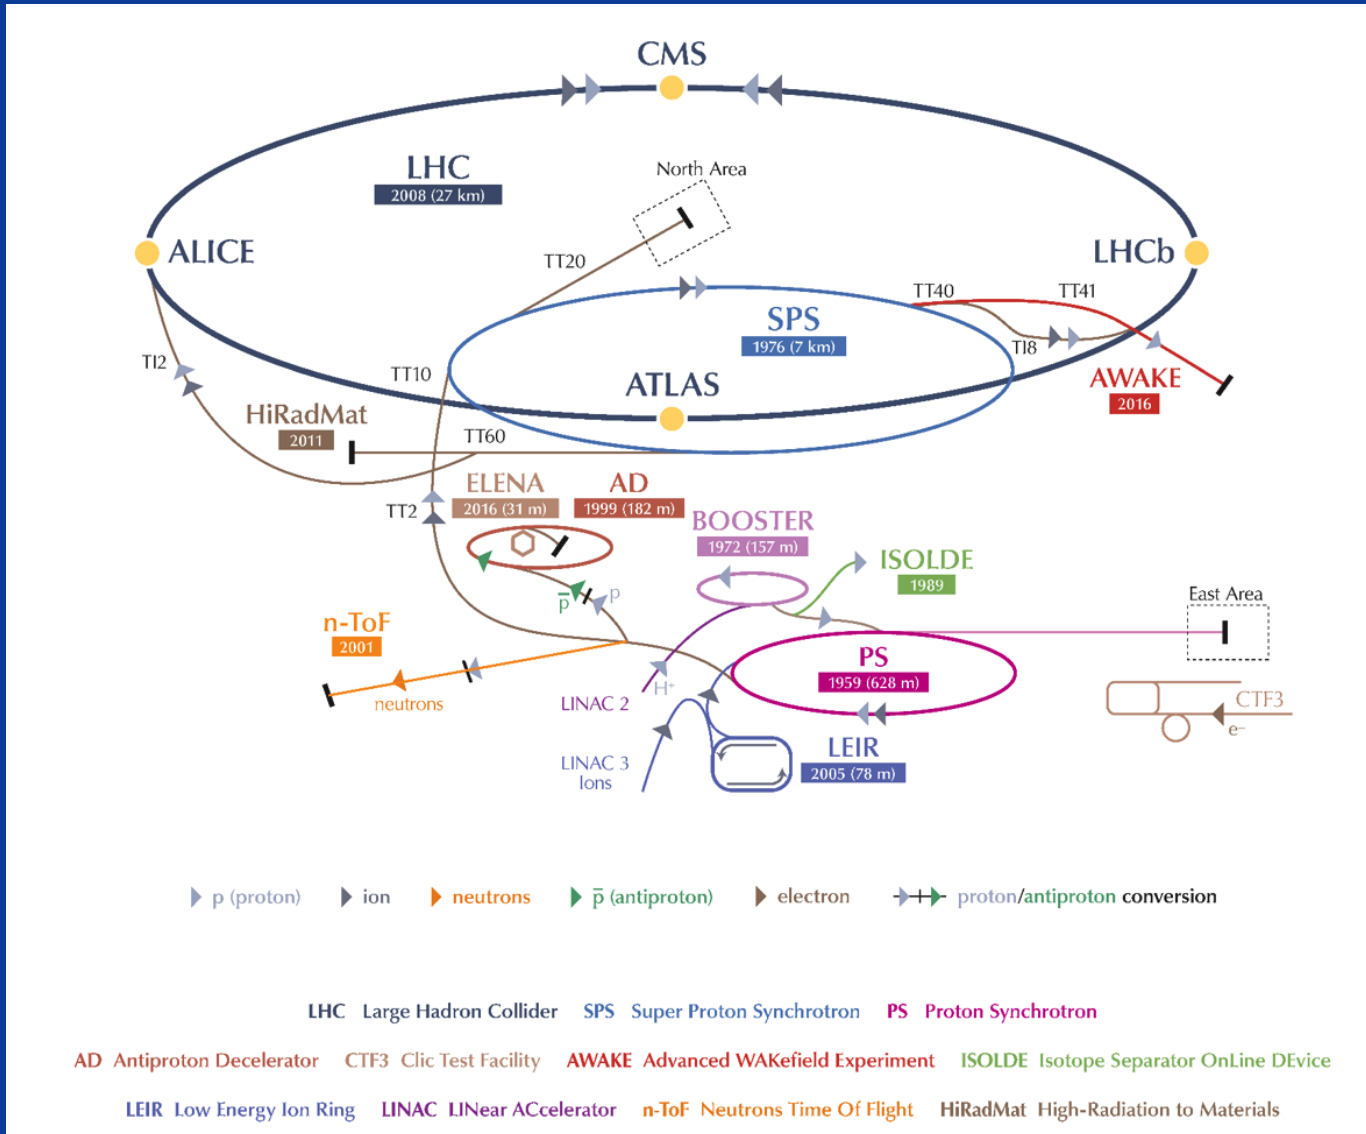 CMS
LHC
2008 (27 km)
North Area
ALICE
LHCb
TT20
TT40
TT41
SPS
1976 (7 km)
TI8
TI2
TT10
ATLAS
AWAKE
2016
HiRadMat
2011
TT60
ELENA
2016 (31 m)
AD
1999 (182 m)
TT2
BOOSTER
1972 (157 m)
ISOLDE
1989
p̅
p
East Area
n-ToF
2001
PS
1959 (628 m)
H⁺
neutrons
LINAC 2
CTF3
e⁻
LEIR
2005 (78 m)
LINAC 3
Ions
p (proton) ion neutrons p̅ (antiproton) electron proton/antiproton conversion
LHC Large Hadron Collider SPS Super Proton Synchrotron PS Proton Synchrotron
AD Antiproton Decelerator CTF3 Clic Test Facility AWAKE Advanced WAKefield Experiment ISOLDE Isotope Separator OnLine DEvice
LEIR Low Energy Ion Ring LINAC LINear ACcelerator n-ToF Neutrons Time Of Flight HiRadMat High-Radiation to Materials